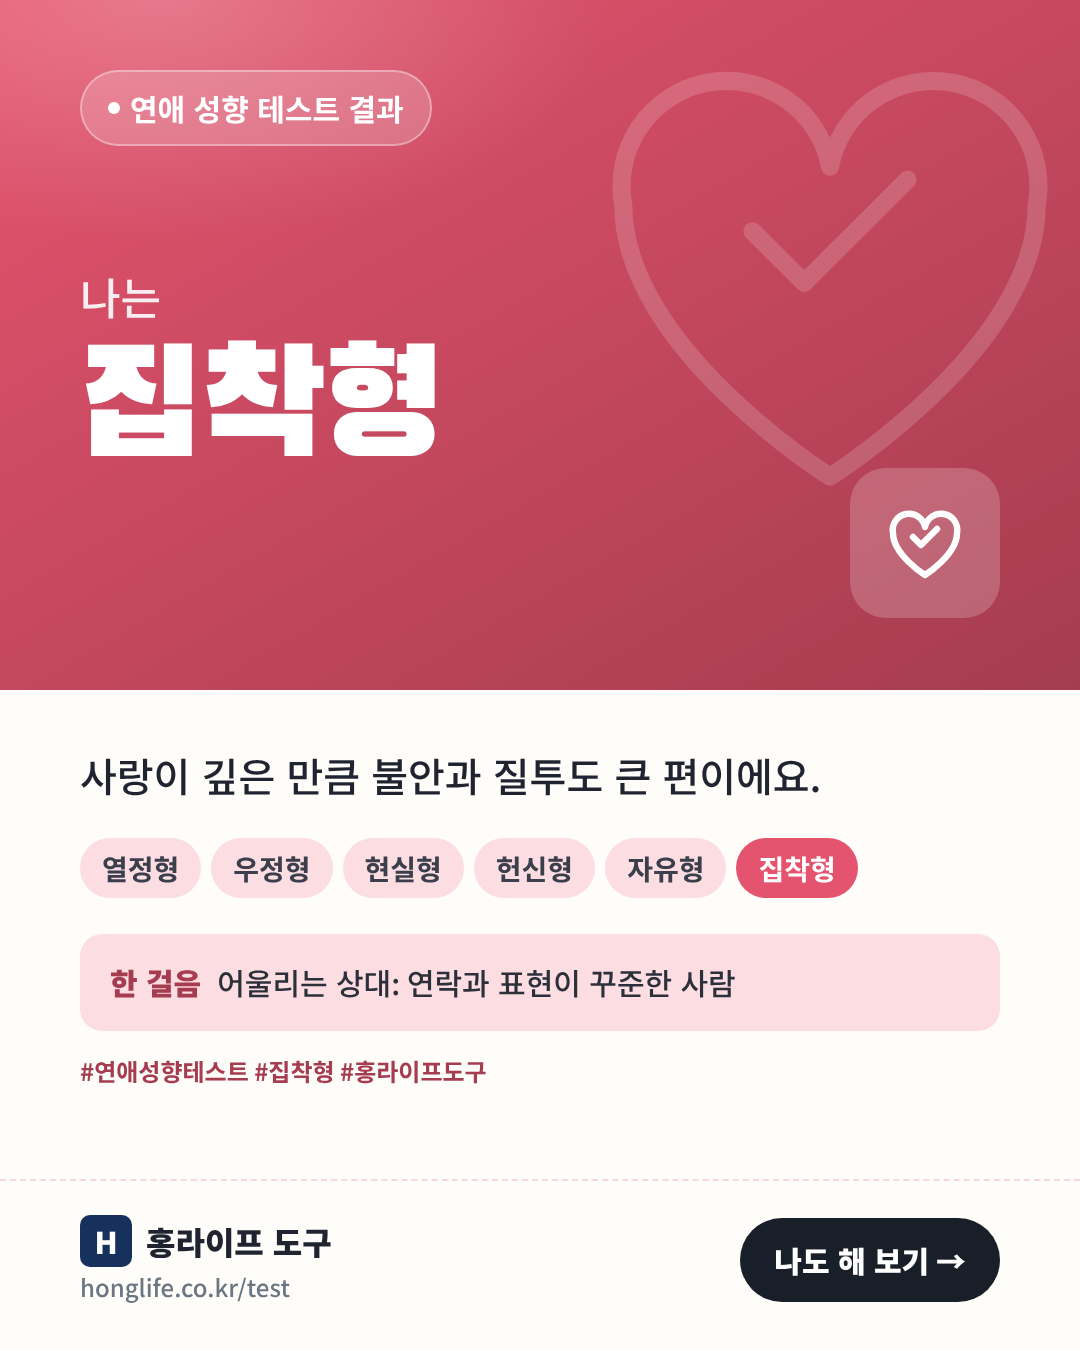 연애 성향 테스트 결과
나는
집착형
사랑이 깊은 만큼 불안과 질투도 큰 편이에요.
열정형 우정형 현실형 헌신형 자유형 집착형
한 걸음 어울리는 상대: 연락과 표현이 꾸준한 사람
#연애성향테스트 #집착형 #홍라이프도구
H 홍라이프 도구
honglife.co.kr/test
나도 해 보기 →